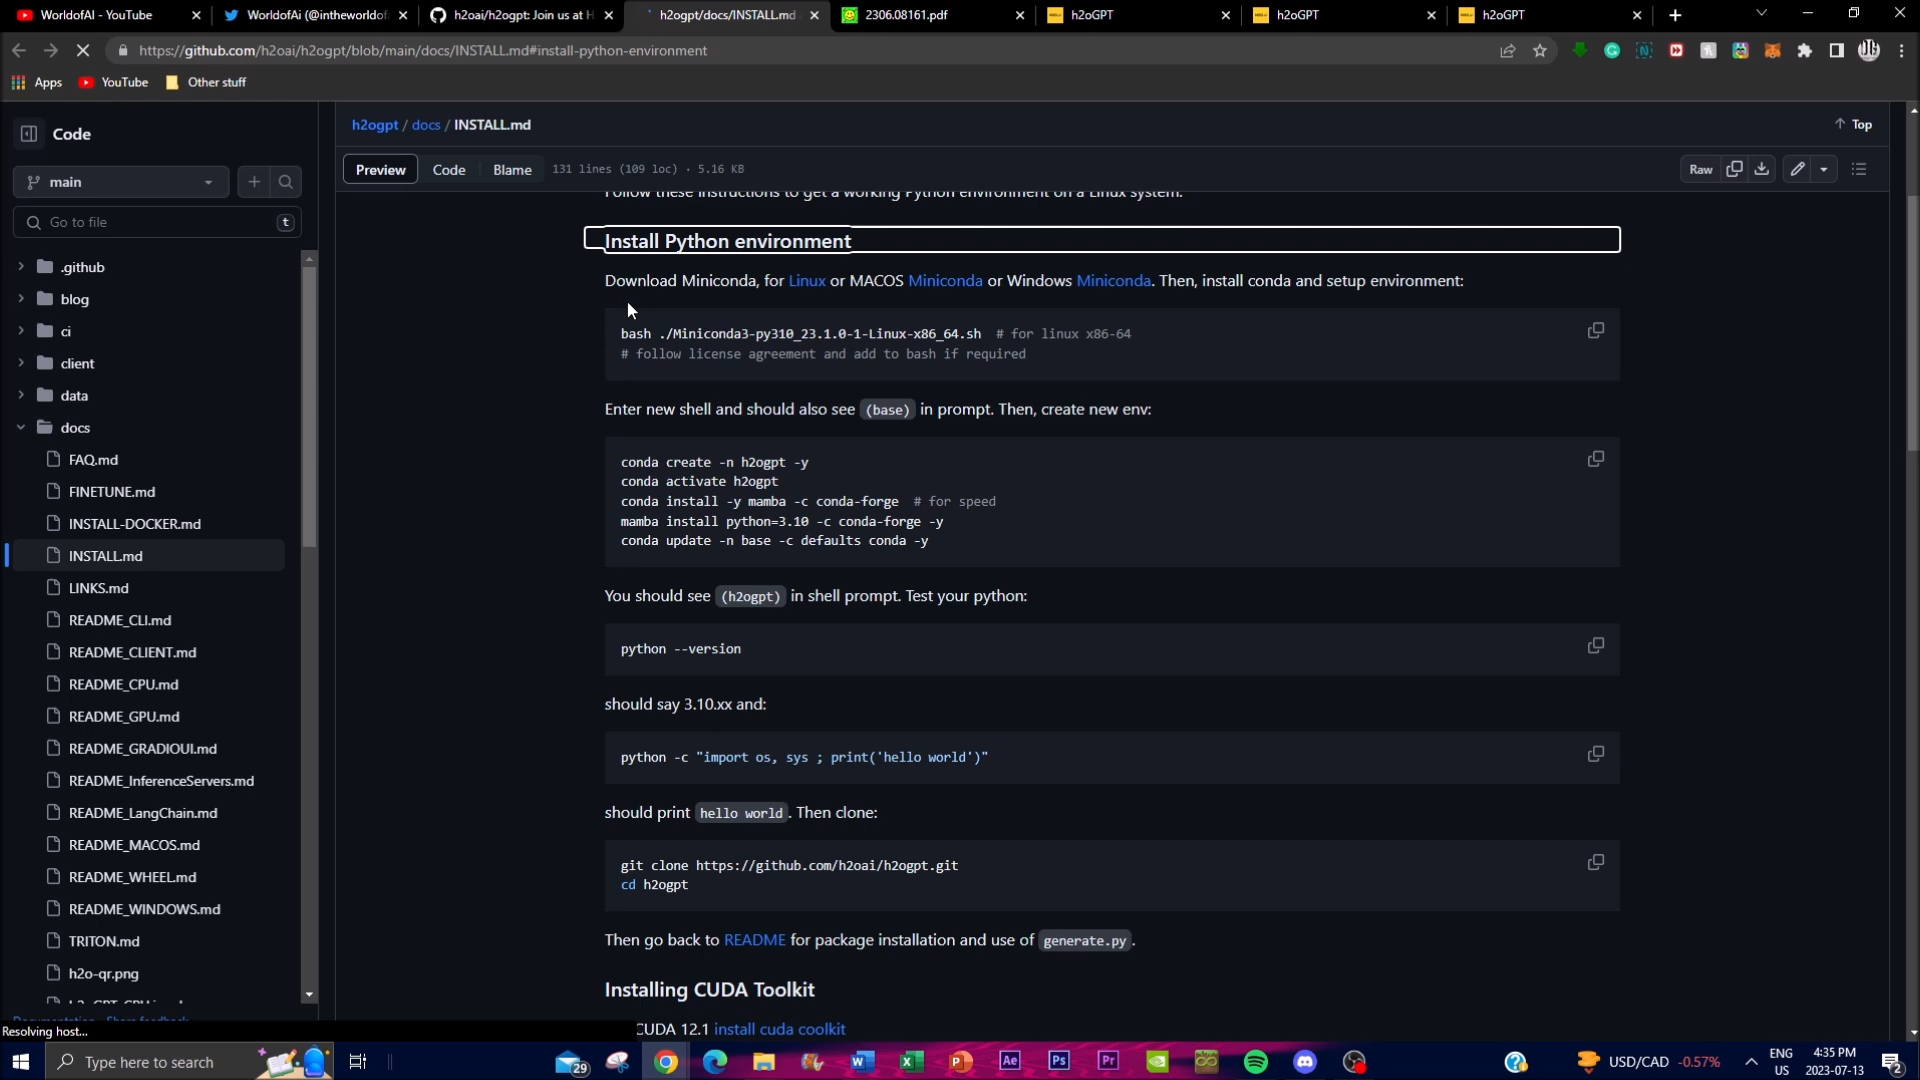 WorldofAI - YouTube
WorldofAi (@intheworldof
h2oai/h2ogpt: Join us at H
h2ogpt/docs/INSTALL.md
2306.08161.pdf
h2oGPT
h2oGPT
h2oGPT
https://github.com/h2oai/h2ogpt/blob/main/docs/INSTALL.md#install-python-environment
Apps
YouTube
Other stuff
Code
main
Go to file
t
.github
blog
ci
client
data
docs
FAQ.md
FINETUNE.md
INSTALL-DOCKER.md
INSTALL.md
LINKS.md
README_CLI.md
README_CLIENT.md
README_CPU.md
README_GPU.md
README_GRADIOUI.md
README_InferenceServers.md
README_LangChain.md
README_MACOS.md
README_WHEEL.md
README_WINDOWS.md
TRITON.md
h2o-qr.png
Resolving host...
h2ogpt / docs / INSTALL.md
Top
Preview
Code
Blame
131 lines (109 loc) · 5.16 KB
Raw
Follow these instructions to get a working Python environment on a Linux system.
Install Python environment
Download Miniconda, for Linux or MACOS Miniconda or Windows Miniconda. Then, install conda and setup environment:
bash ./Miniconda3-py310_23.1.0-1-Linux-x86_64.sh # for linux x86-64
# follow license agreement and add to bash if required
Enter new shell and should also see (base) in prompt. Then, create new env:
conda create -n h2ogpt -y
conda activate h2ogpt
conda install -y mamba -c conda-forge # for speed
mamba install python=3.10 -c conda-forge -y
conda update -n base -c defaults conda -y
You should see (h2ogpt) in shell prompt. Test your python:
python --version
should say 3.10.xx and:
python -c "import os, sys ; print('hello world')"
should print hello world . Then clone:
git clone https://github.com/h2oai/h2ogpt.git
cd h2ogpt
Then go back to README for package installation and use of generate.py .
Installing CUDA Toolkit
CUDA 12.1 install cuda coolkit
Type here to search
29
USD/CAD -0.57%
ENG
US
4:35 PM
2023-07-13
2